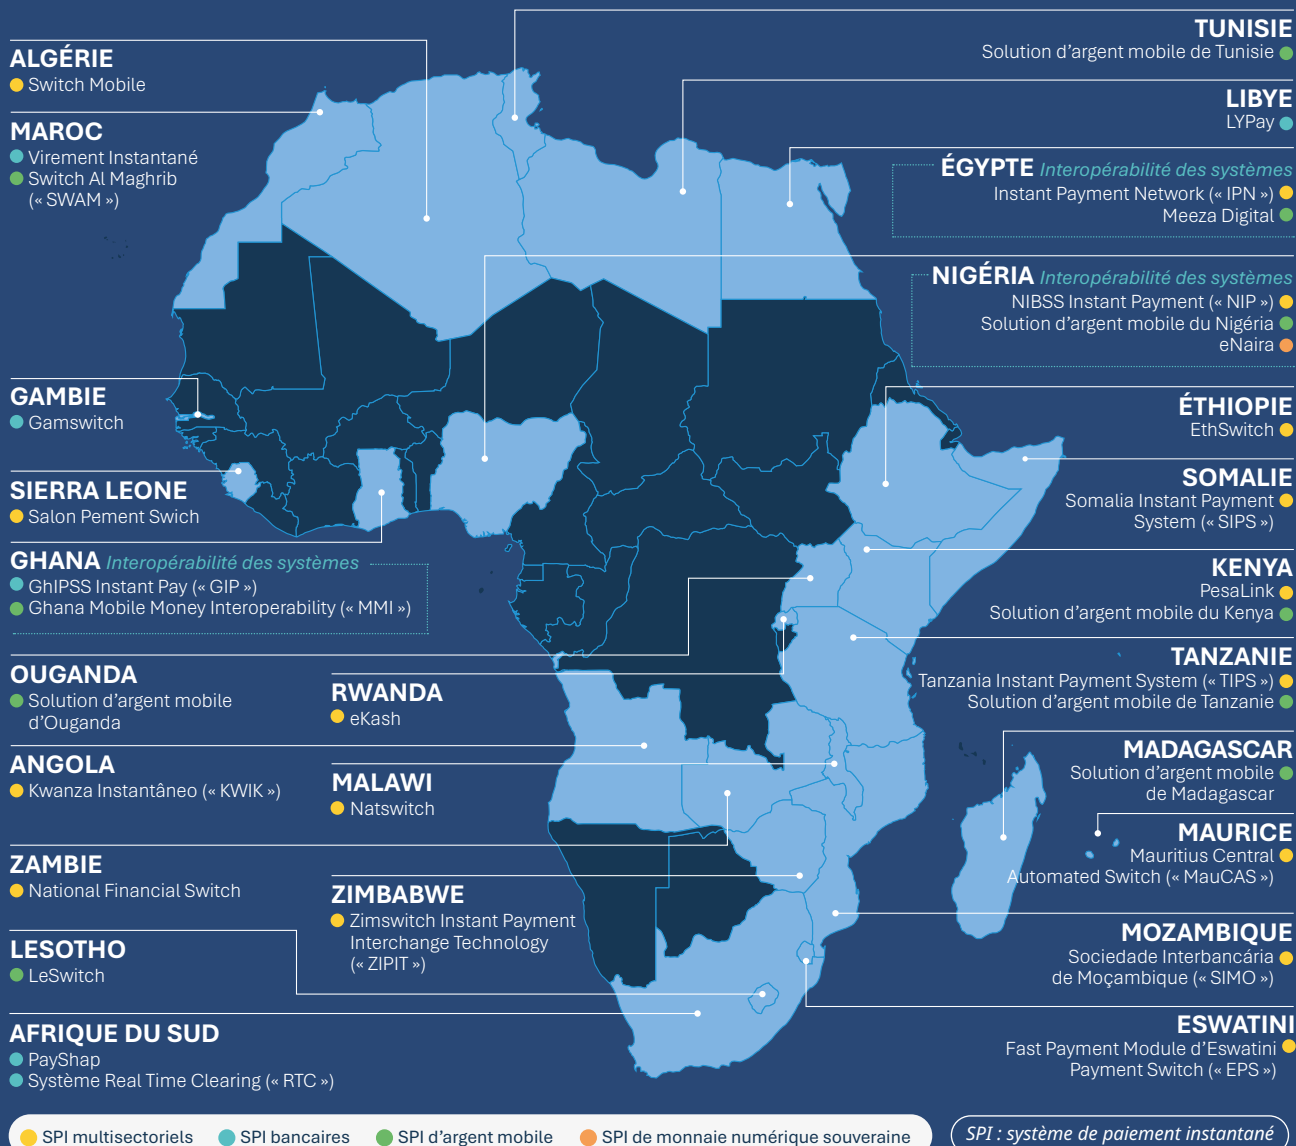 ALGÉRIE
Switch Mobile
MAROC
Virement Instantané
Switch Al Maghrib
(« SWAM »)
GAMBIE
Gamswitch
SIERRA LEONE
Salon Pement Swich
GHANA Interopérabilité des systèmes
GhIPSS Instant Pay (« GIP »)
Ghana Mobile Money Interoperability (« MMI »)
OUGANDA
Solution d’argent mobile
d’Ouganda
RWANDA
eKash
ANGOLA
Kwanza Instantâneo (« KWIK »)
MALAWI
Natswitch
ZAMBIE
National Financial Switch
ZIMBABWE
Zimswitch Instant Payment
Interchange Technology
(« ZIPIT »)
LESOTHO
LeSwitch
AFRIQUE DU SUD
PayShap
Système Real Time Clearing (« RTC »)
TUNISIE
Solution d’argent mobile de Tunisie
LIBYE
LYPay
ÉGYPTE Interopérabilité des systèmes
Instant Payment Network (« IPN »)
Meeza Digital
NIGÉRIA Interopérabilité des systèmes
NIBSS Instant Payment (« NIP »)
Solution d’argent mobile du Nigéria
eNaira
ÉTHIOPIE
EthSwitch
SOMALIE
Somalia Instant Payment
System (« SIPS »)
KENYA
PesaLink
Solution d’argent mobile du Kenya
TANZANIE
Tanzania Instant Payment System (« TIPS »)
Solution d’argent mobile de Tanzanie
MADAGASCAR
Solution d’argent mobile
de Madagascar
MAURICE
Mauritius Central
Automated Switch (« MauCAS »)
MOZAMBIQUE
Sociedade Interbancária
de Moçambique (« SIMO »)
ESWATINI
Fast Payment Module d’Eswatini
Payment Switch (« EPS »)
SPI multisectoriels
SPI bancaires
SPI d’argent mobile
SPI de monnaie numérique souveraine
SPI : système de paiement instantané